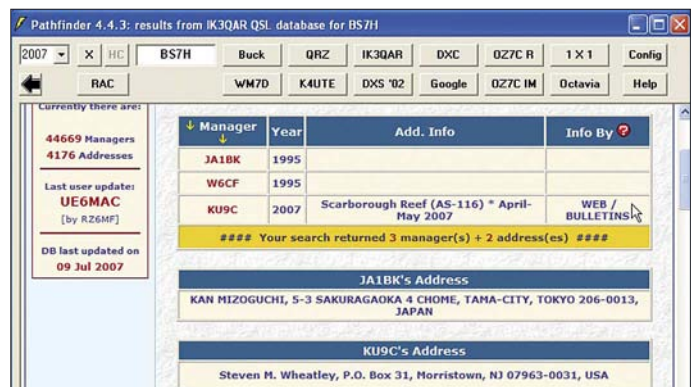 Pathfinder 4.4.3: results from IK3QAR QSL database for BS7H
2007 X HC BS7H Buck QRZ IK3QAR DXC OZ7C R 1 X 1 Config
RAC WM7D K4UTE DXS '02 Google OZ7C IM Octavia Help
Currently there are:
44669 Managers
4176 Addresses
Last user update:
UE6MAC
[by RZ6MF]
DB last updated on
09 Jul 2007
Manager Year Add. Info Info By ?
JA1BK 1995
W6CF 1995
KU9C 2007 Scarborough Reef (AS-116) * April-
May 2007 WEB /
BULLETINS
#### Your search returned 3 manager(s) + 2 address(es) ####
JA1BK's Address
KAN MIZOGUCHI, 5-3 SAKURAGAOKA 4 CHOME, TAMA-CITY, TOKYO 206-0013,
JAPAN
KU9C's Address
Steven M. Wheatley, P.O. Box 31, Morristown, NJ 07963-0031, USA